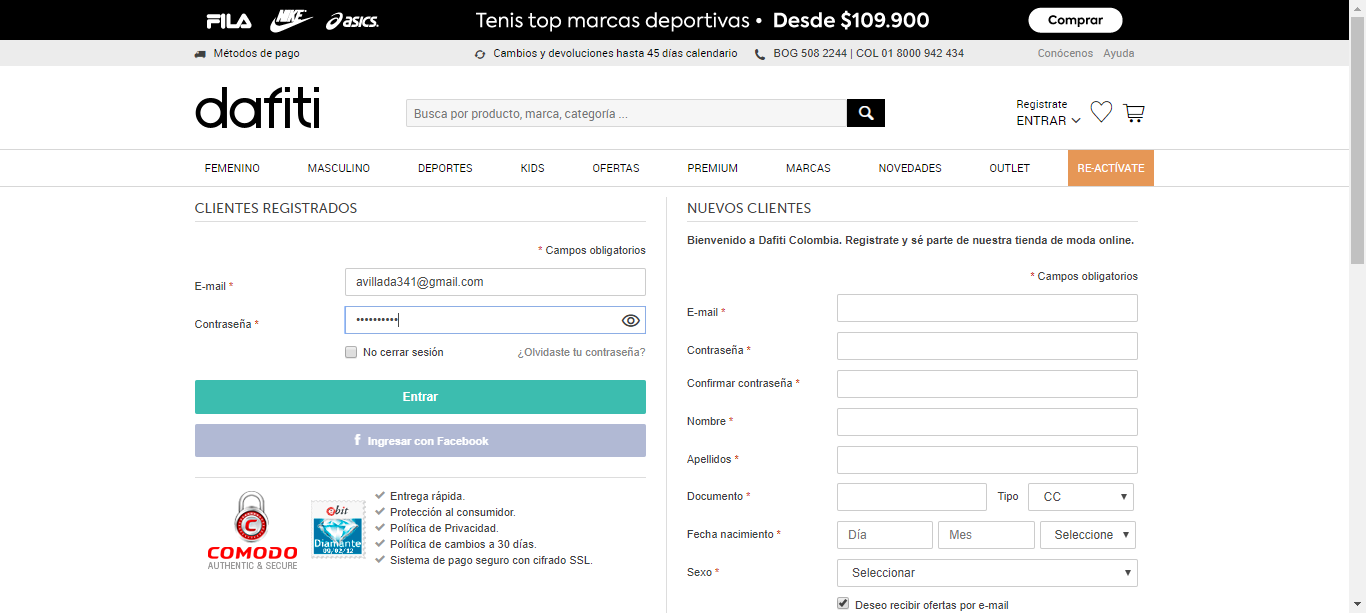 FILA NIKE asics. Tenis top marcas deportivas • Desde $109.900 Comprar
Métodos de pago Cambios y devoluciones hasta 45 días calendario BOG 508 2244 | COL 01 8000 942 434 Conócenos Ayuda
dafiti
Busca por producto, marca, categoría ...
Registrate
ENTRAR
FEMENINO MASCULINO DEPORTES KIDS OFERTAS PREMIUM MARCAS NOVEDADES OUTLET RE-ACTÍVATE
CLIENTES REGISTRADOS
* Campos obligatorios
E-mail *
avillada341@gmail.com
Contraseña *
••••••••••
No cerrar sesión ¿Olvidaste tu contraseña?
Entrar
f Ingresar con Facebook
C
COMODO
AUTHENTIC & SECURE
ebit
Diamante
09/02/12
Entrega rápida.
Protección al consumidor.
Política de Privacidad.
Política de cambios a 30 días.
Sistema de pago seguro con cifrado SSL.
NUEVOS CLIENTES
Bienvenido a Dafiti Colombia. Registrate y sé parte de nuestra tienda de moda online.
* Campos obligatorios
E-mail *
Contraseña *
Confirmar contraseña *
Nombre *
Apellidos *
Documento * Tipo CC
Fecha nacimiento * Día Mes Seleccione
Sexo * Seleccionar
Deseo recibir ofertas por e-mail